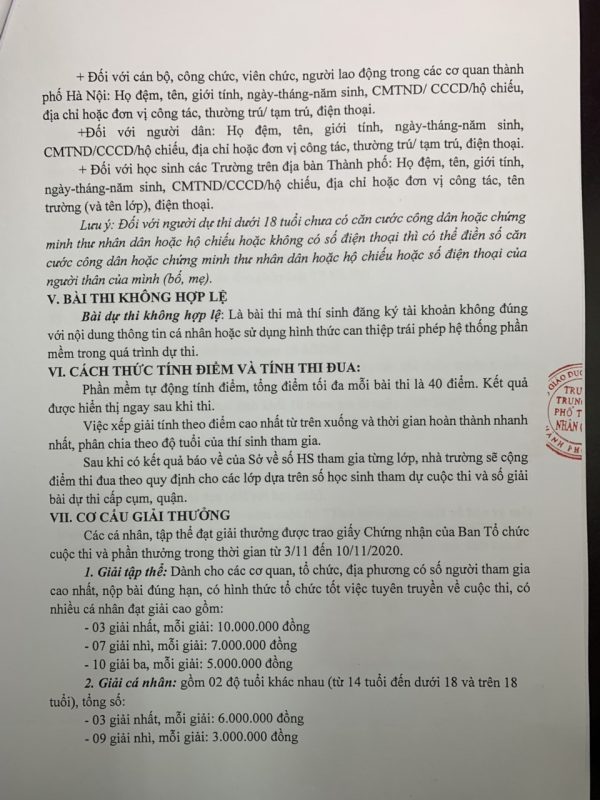 + Đối với cán bộ, công chức, viên chức, người lao động trong các cơ quan thành
phố Hà Nội: Họ đệm, tên, giới tính, ngày-tháng-năm sinh, CMTND/ CCCD/hộ chiếu,
địa chỉ hoặc đơn vị công tác, thường trú/ tạm trú, điện thoại.
+Đối với người dân: Họ đệm, tên, giới tính, ngày-tháng-năm sinh,
CMTND/CCCD/hộ chiếu, địa chỉ hoặc đơn vị công tác, thường trú/ tạm trú, điện thoại.
+ Đối với học sinh các Trường trên địa bàn Thành phố: Họ đệm, tên, giới tính,
ngày-tháng-năm sinh, CMTND/CCCD/hộ chiếu, địa chỉ hoặc đơn vị công tác, tên
trường (và tên lớp), điện thoại.
Lưu ý: Đối với người dự thi dưới 18 tuổi chưa có căn cước công dân hoặc chứng
minh thư nhân dân hoặc hộ chiếu hoặc không có số điện thoại thì có thể điền số căn
cước công dân hoặc chứng minh thư nhân dân hoặc hộ chiếu hoặc số điện thoại của
người thân của mình (bố, mẹ).
V. BÀI THI KHÔNG HỢP LỆ
Bài dự thi không hợp lệ: Là bài thi mà thí sinh đăng ký tài khoản không đúng
với nội dung thông tin cá nhân hoặc sử dụng hình thức can thiệp trái phép hệ thống phần
mềm trong quá trình dự thi.
VI. CÁCH THỨC TÍNH ĐIỂM VÀ TÍNH THI ĐUA:
Phần mềm tự động tính điểm, tổng điểm tối đa mỗi bài thi là 40 điểm. Kết quả
được hiển thị ngay sau khi thi.
Việc xếp giải tính theo điểm cao nhất từ trên xuống và thời gian hoàn thành nhanh
nhất, phân chia theo độ tuổi của thí sinh tham gia.
Sau khi có kết quả báo về của Sở về số HS tham gia từng lớp, nhà trường sẽ cộng
điểm thi đua theo quy định cho các lớp dựa trên số học sinh tham dự cuộc thi và số giải
bài dự thi cấp cụm, quận.
VII. CƠ CẤU GIẢI THƯỞNG
Các cá nhân, tập thể đạt giải thưởng được trao giấy Chứng nhận của Ban Tổ chức
cuộc thi và phần thưởng trong thời gian từ 3/11 đến 10/11/2020.
1. Giải tập thể: Dành cho các cơ quan, tổ chức, địa phương có số người tham gia
cao nhất, nộp bài đúng hạn, có hình thức tổ chức tốt việc tuyên truyền về cuộc thi, có
nhiều cá nhân đạt giải cao gồm:
- 03 giải nhất, mỗi giải: 10.000.000 đồng
- 07 giải nhì, mỗi giải: 7.000.000 đồng
- 10 giải ba, mỗi giải: 5.000.000 đồng
2. Giải cá nhân: gồm 02 độ tuổi khác nhau (từ 14 tuổi đến dưới 18 và trên 18
tuổi), tổng số:
- 03 giải nhất, mỗi giải: 6.000.000 đồng
- 09 giải nhì, mỗi giải: 3.000.000 đồng
GIÁO DỤC
TRƯ
TRUNG
PHỔ T
NHÂN C